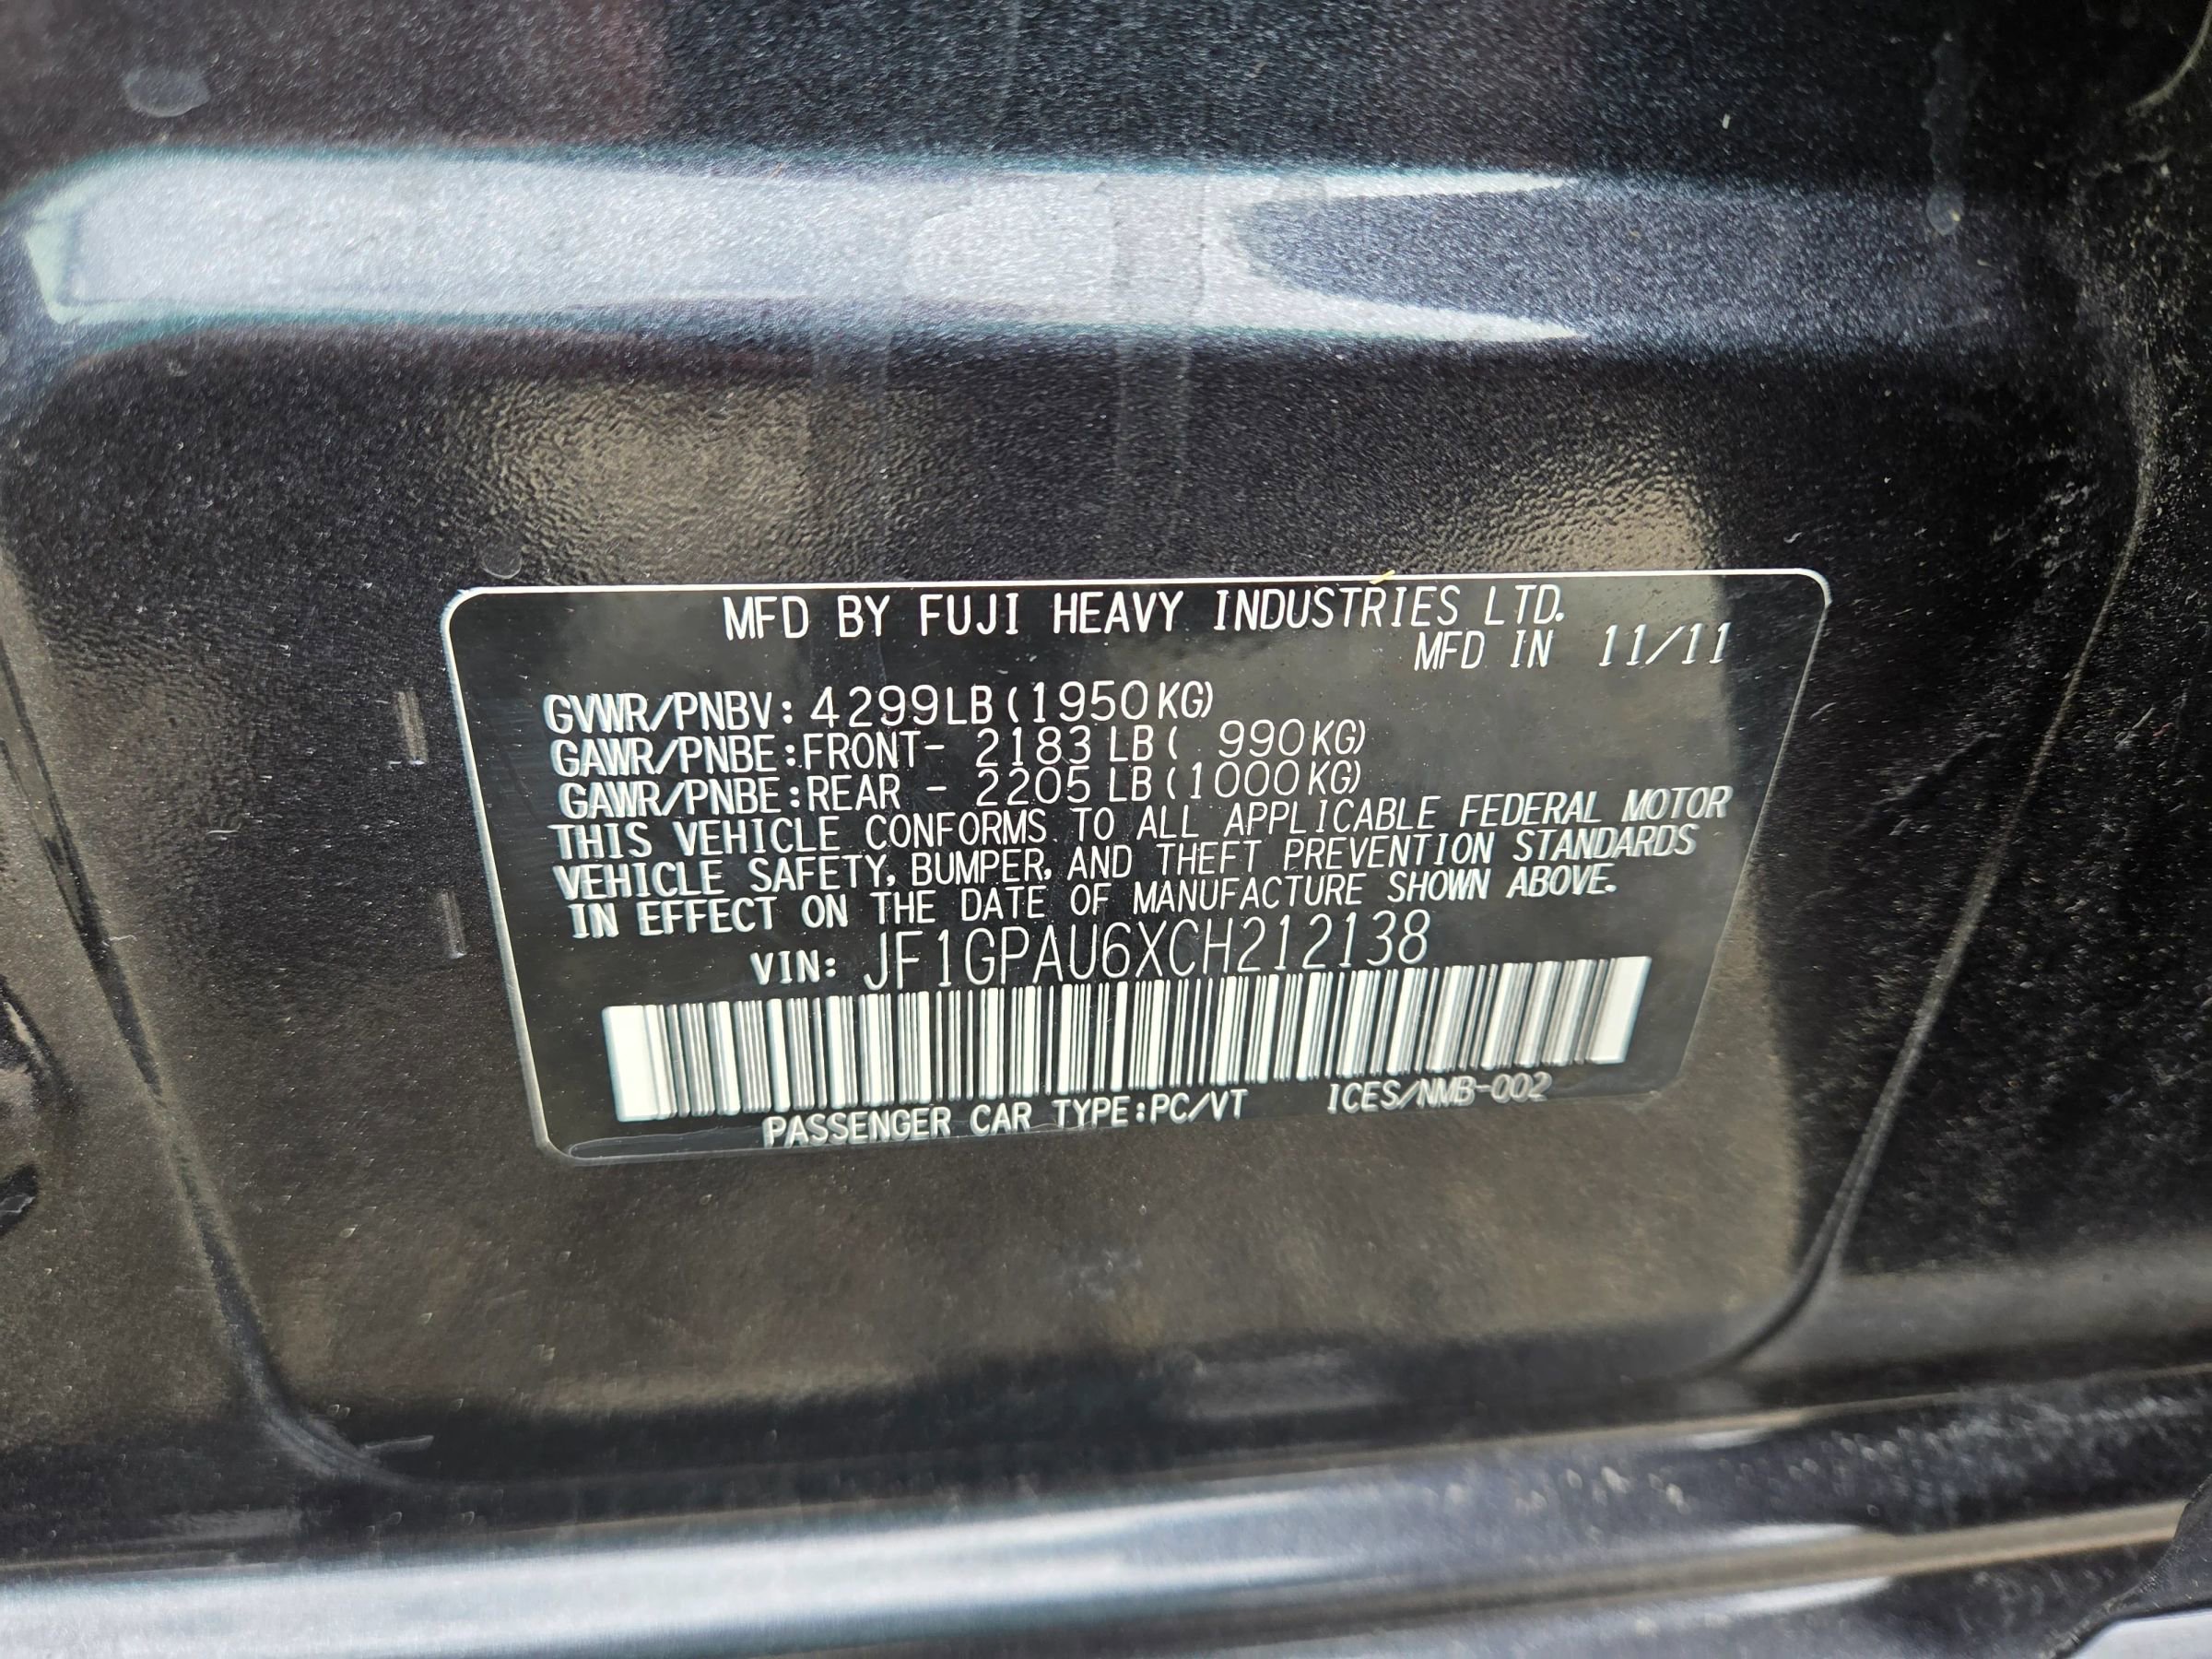 MFD BY FUJI HEAVY INDUSTRIES LTD.
MFD IN 11/11
GVWR/PNBV: 4299LB(1950KG)
GAWR/PNBE:FRONT- 2183 LB( 990KG)
GAWR/PNBE:REAR - 2205 LB(1000KG)
THIS VEHICLE CONFORMS TO ALL APPLICABLE FEDERAL MOTOR
VEHICLE SAFETY, BUMPER, AND THEFT PREVENTION STANDARDS
IN EFFECT ON THE DATE OF MANUFACTURE SHOWN ABOVE.
VIN: JF1GPAU6XCH212138
PASSENGER CAR TYPE:PC/VT ICES/NMB-002